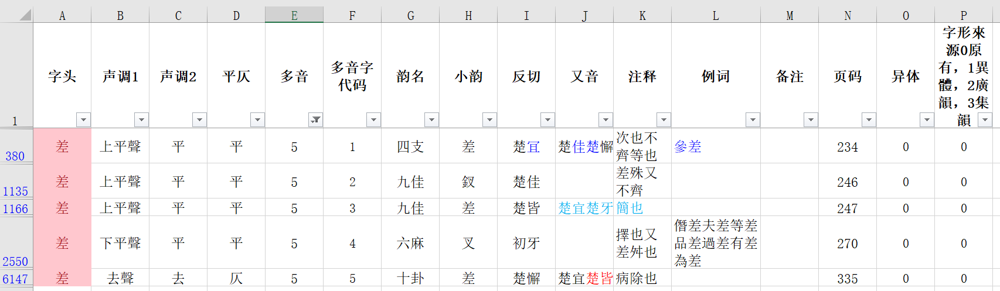 A B C D E F G H I J K L M N O P
1 字头 声调1 声调2 平仄 多音 多音字代码 韵名 小韵 反切 又音 注释 例词 备注 页码 异体 字形來源0原有，1異體，2廣韻，3集韻
380 差 上平聲 平 平 5 1 四支 差 楚宜 楚佳楚懈 次也不齊等也 參差 234 0 0
1135 差 上平聲 平 平 5 2 九佳 釵 楚佳 差殊又不齊 246 0 0
1166 差 上平聲 平 平 5 3 九佳 差 楚皆 楚宜楚牙 簡也 247 0 0
2550 差 下平聲 平 平 5 4 六麻 叉 初牙 擇也又差舛也 僭差夫差等差品差過差有差為差 270 0 0
6147 差 去聲 去 仄 5 5 十卦 差 楚懈 楚宜楚皆 病除也 335 0 0